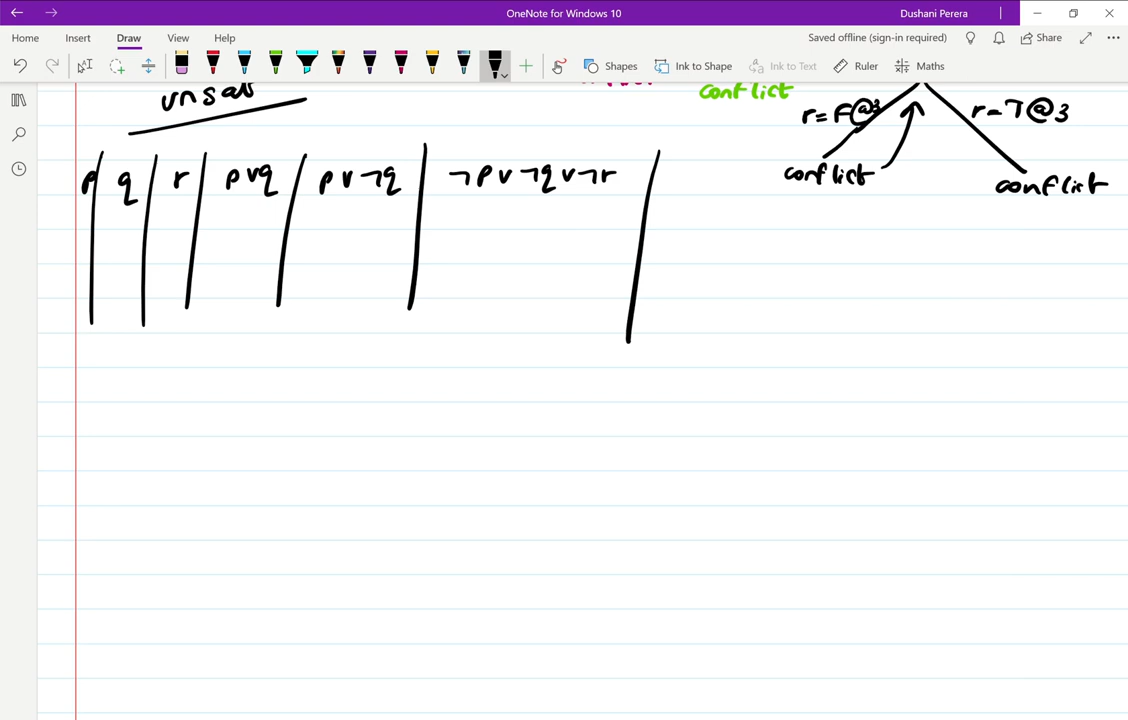 OneNote for Windows 10
Dushani Perera
Home Insert Draw View Help
Saved offline (sign-in required) Share
Shapes Ink to Shape Ink to Text Ruler Maths
conflict
r=F@3 r=T@3
conflict conflict
p q r p∨q p∨¬q ¬p∨¬q∨¬r